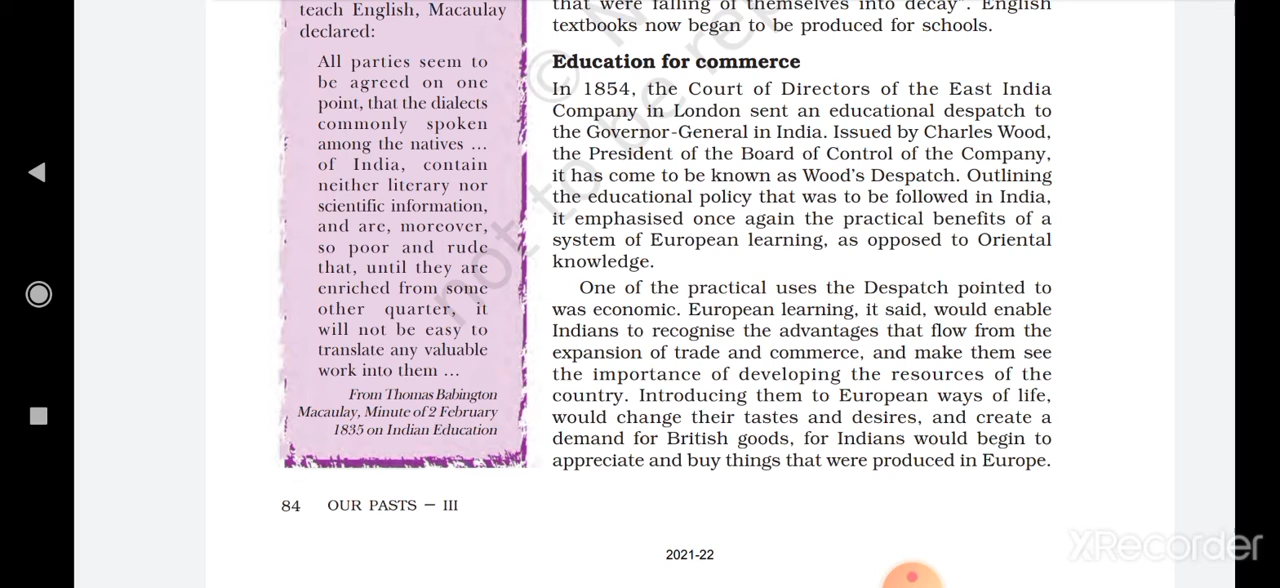 teach English, Macaulay
declared:
All parties seem to
be agreed on one
point, that the dialects
commonly spoken
among the natives ...
of India, contain
neither literary nor
scientific information,
and are, moreover,
so poor and rude
that, until they are
enriched from some
other quarter, it
will not be easy to
translate any valuable
work into them ...
From Thomas Babington
Macaulay, Minute of 2 February
1835 on Indian Education
that were falling of themselves into decay". English
textbooks now began to be produced for schools.
Education for commerce
In 1854, the Court of Directors of the East India
Company in London sent an educational despatch to
the Governor-General in India. Issued by Charles Wood,
the President of the Board of Control of the Company,
it has come to be known as Wood's Despatch. Outlining
the educational policy that was to be followed in India,
it emphasised once again the practical benefits of a
system of European learning, as opposed to Oriental
knowledge.
One of the practical uses the Despatch pointed to
was economic. European learning, it said, would enable
Indians to recognise the advantages that flow from the
expansion of trade and commerce, and make them see
the importance of developing the resources of the
country. Introducing them to European ways of life,
would change their tastes and desires, and create a
demand for British goods, for Indians would begin to
appreciate and buy things that were produced in Europe.
84 OUR PASTS – III
2021-22
© N
not to be rep
XRecorder